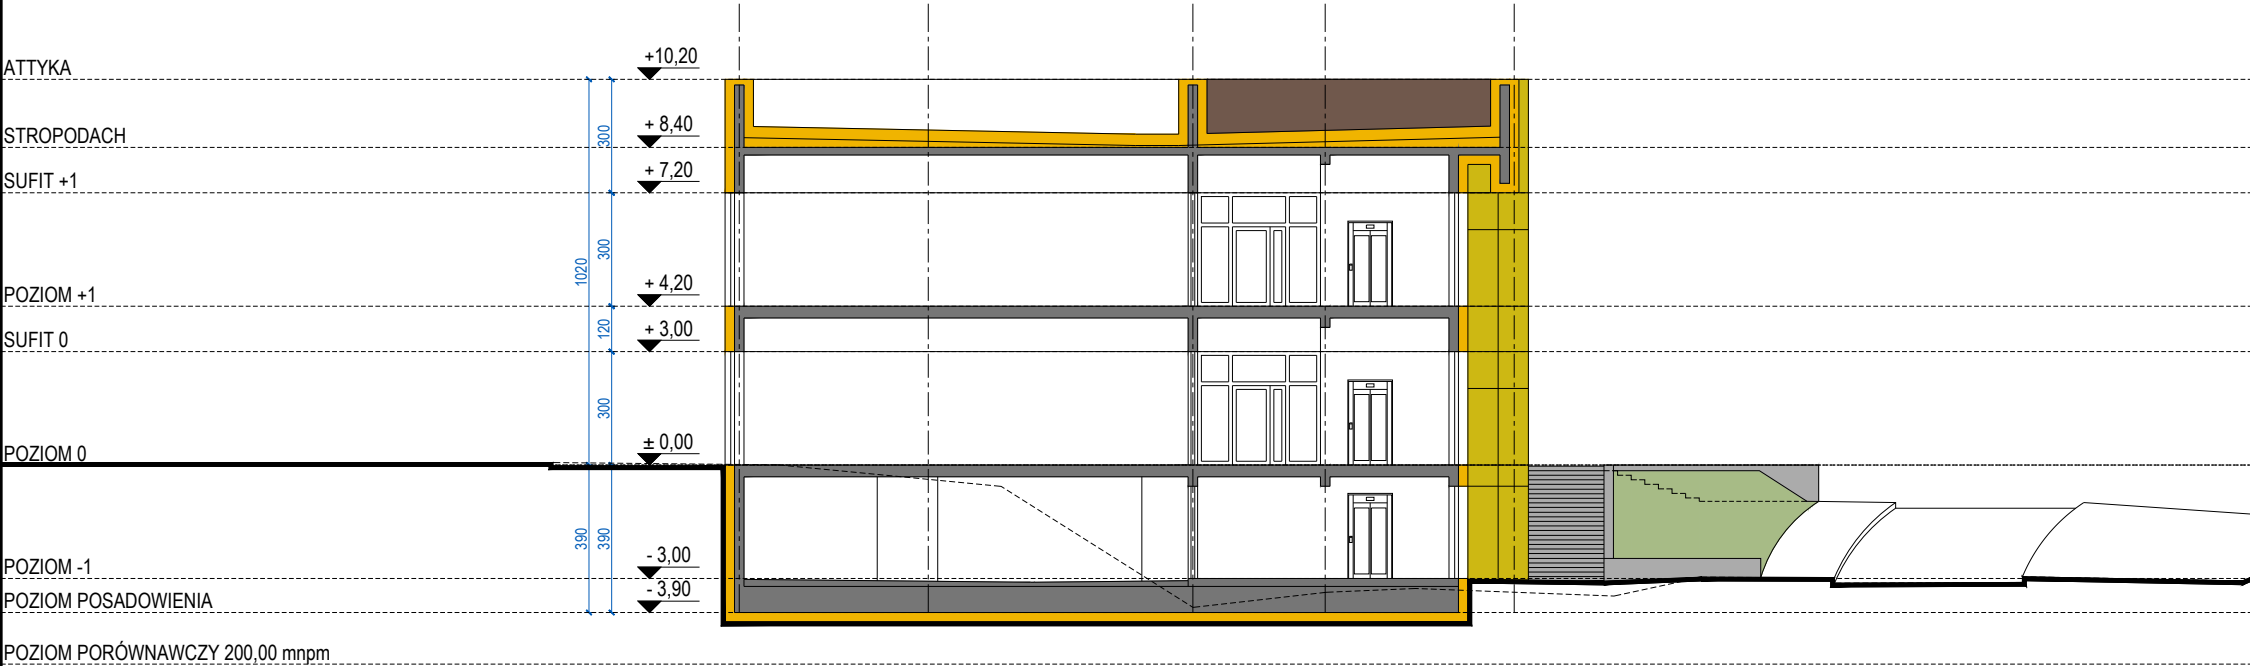 +10,20
ATTYKA
+ 8,40
STROPODACH
300
+ 7,20
SUFIT +1
300
1020
+ 4,20
POZIOM +1
120
+ 3,00
SUFIT 0
300
± 0,00
POZIOM 0
390
390
- 3,00
POZIOM -1
- 3,90
POZIOM POSADOWIENIA
POZIOM PORÓWNAWCZY 200,00 mnpm